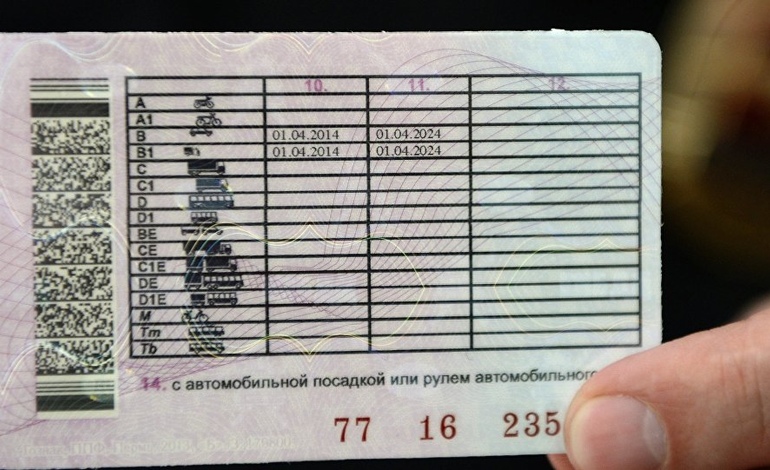 10. 11. 12.
A
A1
B 01.04.2014 01.04.2024
B1 01.04.2014 01.04.2024
C
C1
D
D1
BE
CE
C1E
DE
D1E
M
Tm
Tb
14. с автомобильной посадкой или рулем автомобильного
77 16 235